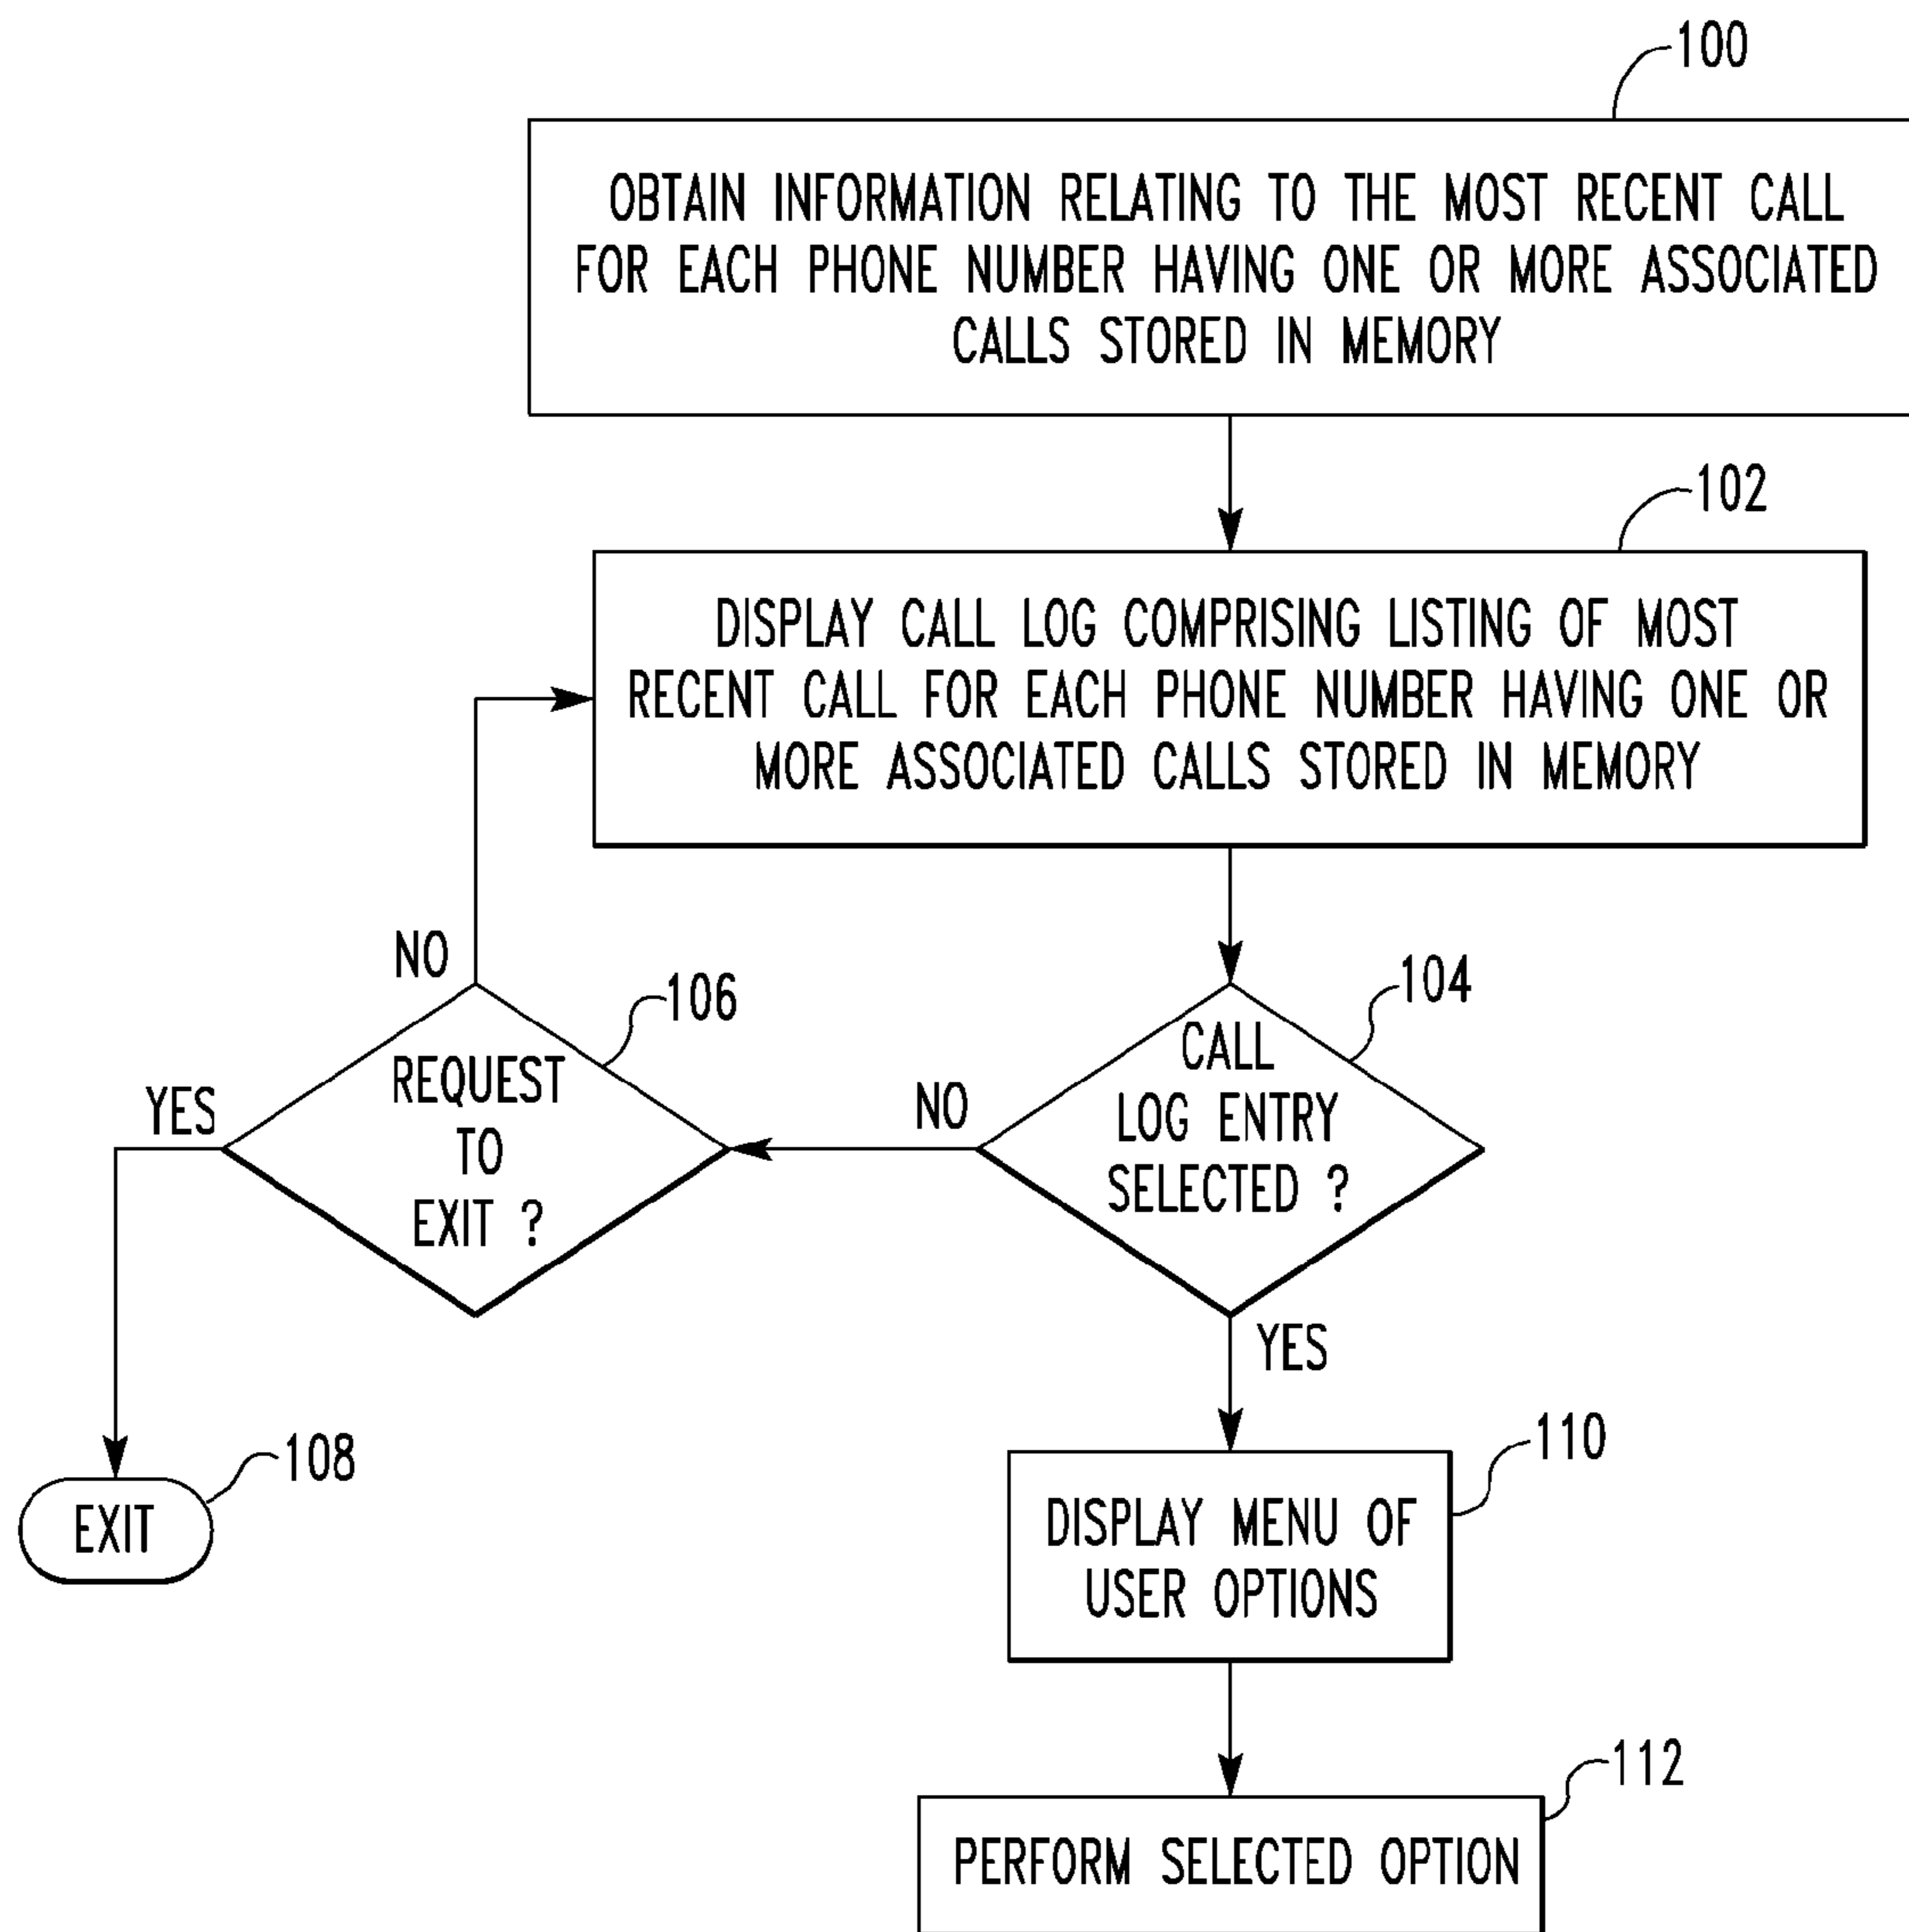 100
OBTAIN INFORMATION RELATING TO THE MOST RECENT CALL
FOR EACH PHONE NUMBER HAVING ONE OR MORE ASSOCIATED
CALLS STORED IN MEMORY
102
DISPLAY CALL LOG COMPRISING LISTING OF MOST
RECENT CALL FOR EACH PHONE NUMBER HAVING ONE OR
MORE ASSOCIATED CALLS STORED IN MEMORY
104
CALL
LOG ENTRY
SELECTED ?
NO
106
REQUEST
TO
EXIT ?
NO
YES
108
EXIT
YES
110
DISPLAY MENU OF
USER OPTIONS
112
PERFORM SELECTED OPTION